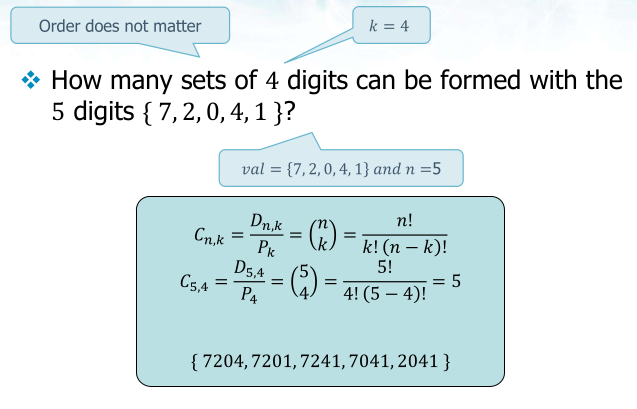 Order does not matter
k = 4
❖ How many sets of 4 digits can be formed with the
5 digits { 7, 2, 0, 4, 1 }?
val = {7, 2, 0, 4, 1} and n =5
C_{n,k} = \frac{D_{n,k}}{P_k} = \binom{n}{k} = \frac{n!}{k! (n − k)!}
C_{5,4} = \frac{D_{5,4}}{P_4} = \binom{5}{4} = \frac{5!}{4! (5 − 4)!} = 5
{ 7204, 7201, 7241, 7041, 2041 }